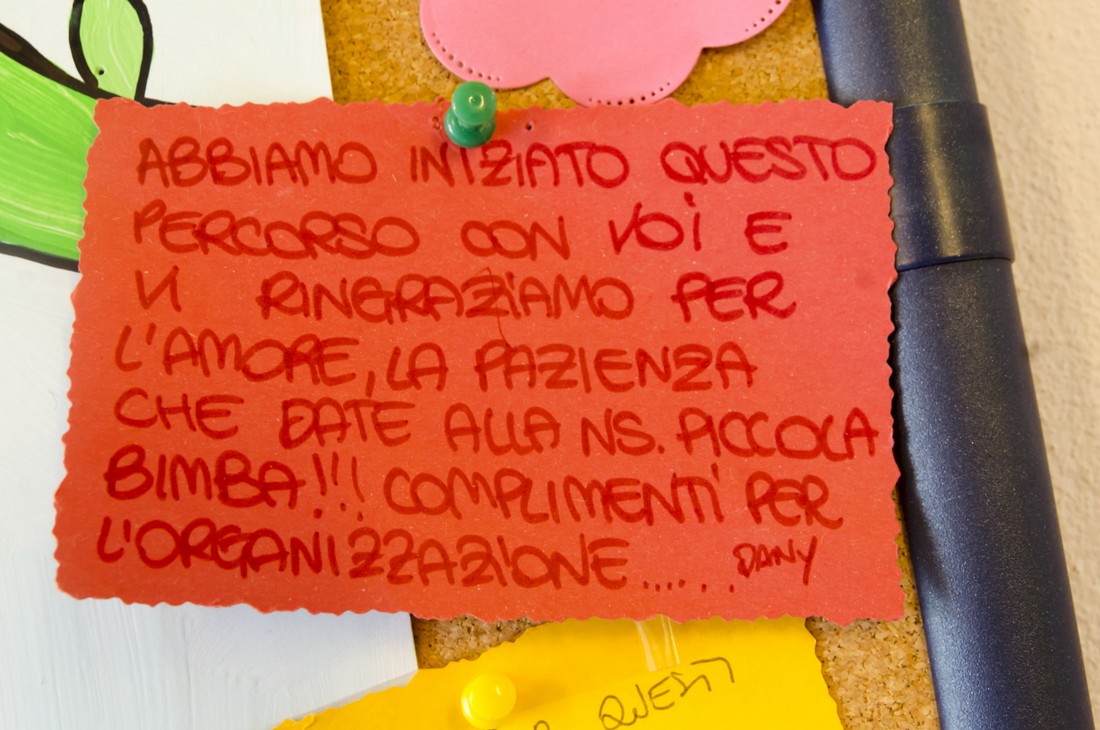 ABBIAMO INIZIATO QUESTO
PERCORSO CON VOI E
VI RINGRAZIAMO PER
L'AMORE, LA PAZIENZA
CHE DATE ALLA NS. PICCOLA
BIMBA!!! COMPLIMENTI PER
L'ORGANIZZAZIONE...... DANY
QUESTI